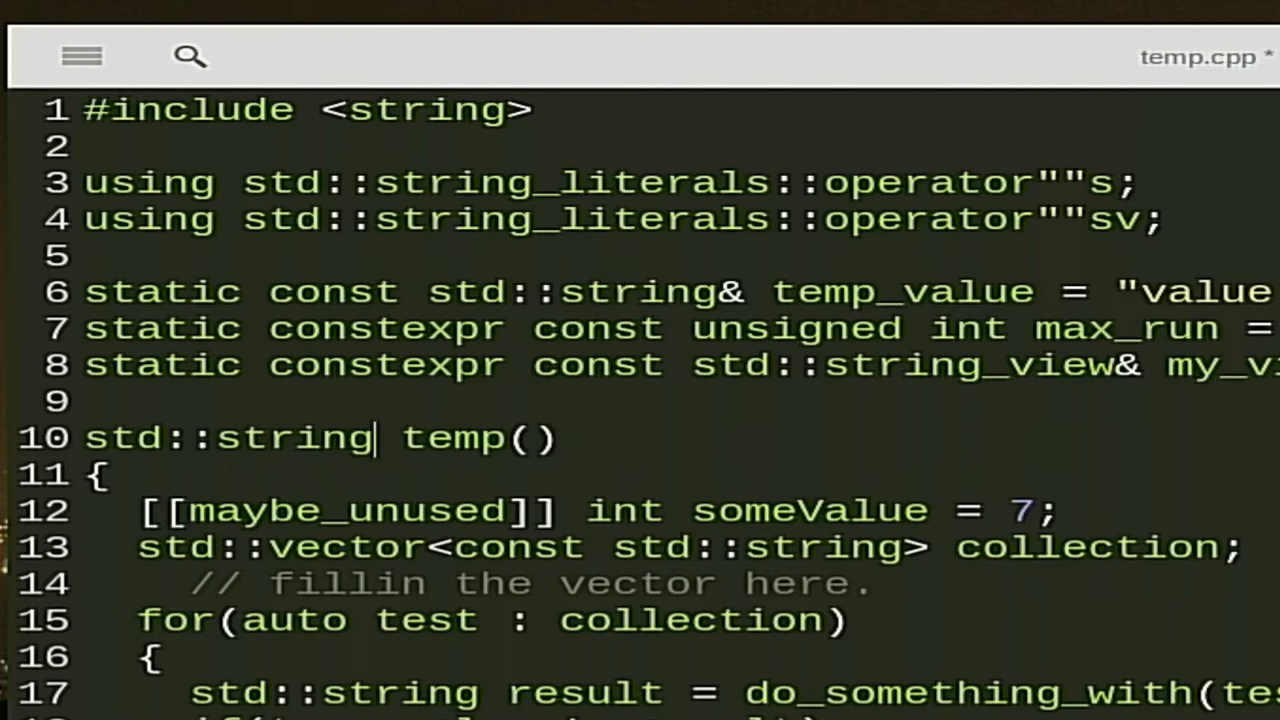 temp.cpp *
1 #include <string>
2
3 using std::string_literals::operator""s;
4 using std::string_literals::operator""sv;
5
6 static const std::string& temp_value = "value
7 static constexpr const unsigned int max_run =
8 static constexpr const std::string_view& my_vi
9
10 std::string temp()
11 {
12 [[maybe_unused]] int someValue = 7;
13 std::vector<const std::string> collection;
14 // fillin the vector here.
15 for(auto test : collection)
16 {
17 std::string result = do_something_with(tes